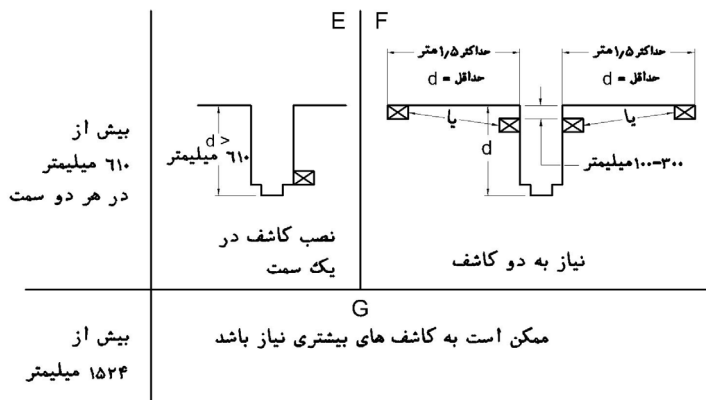 E
F
حداکثر ۱٫۵ متر
حداقل = d
حداکثر ۱٫۵ متر
حداقل = d
یا
یا
d >
۶۱۰ میلیمتر
d
۱۰۰-۳۰۰ میلیمتر
بیش از
۶۱۰ میلیمتر
در هر دو سمت
نصب کاشف در
یک سمت
نیاز به دو کاشف
G
بیش از
۱۵۲۴ میلیمتر
ممکن است به کاشف های بیشتری نیاز باشد